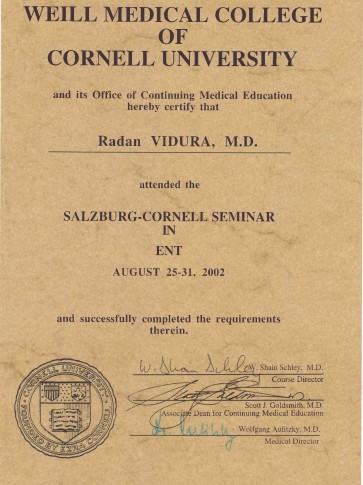 WEILL MEDICAL COLLEGE
OF
CORNELL UNIVERSITY
and its Office of Continuing Medical Education
hereby certify that
Radan VIDURA, M.D.
attended the
SALZBURG-CORNELL SEMINAR
IN
ENT
AUGUST 25-31, 2002
and successfully completed the requirements
therein.
W. Shain Schley, M.D.
Course Director
Scott J. Goldsmith, M.D.
Associate Dean for Continuing Medical Education
Wolfgang Aulitzky, M.D.
Medical Director
CORNELL UNIVERSITY